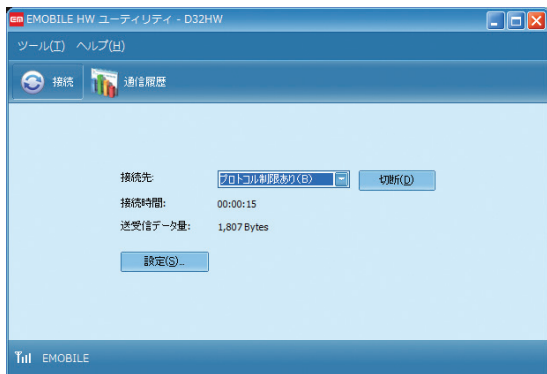 EM EMOBILE HW ユーティリティ - D32HW
ツール(T) ヘルプ(H)
接続 通信履歴
接続先: プロトコル制限あり(B) 切断(D)
接続時間: 00:00:15
送受信データ量: 1,807 Bytes
設定(S)...
EMOBILE